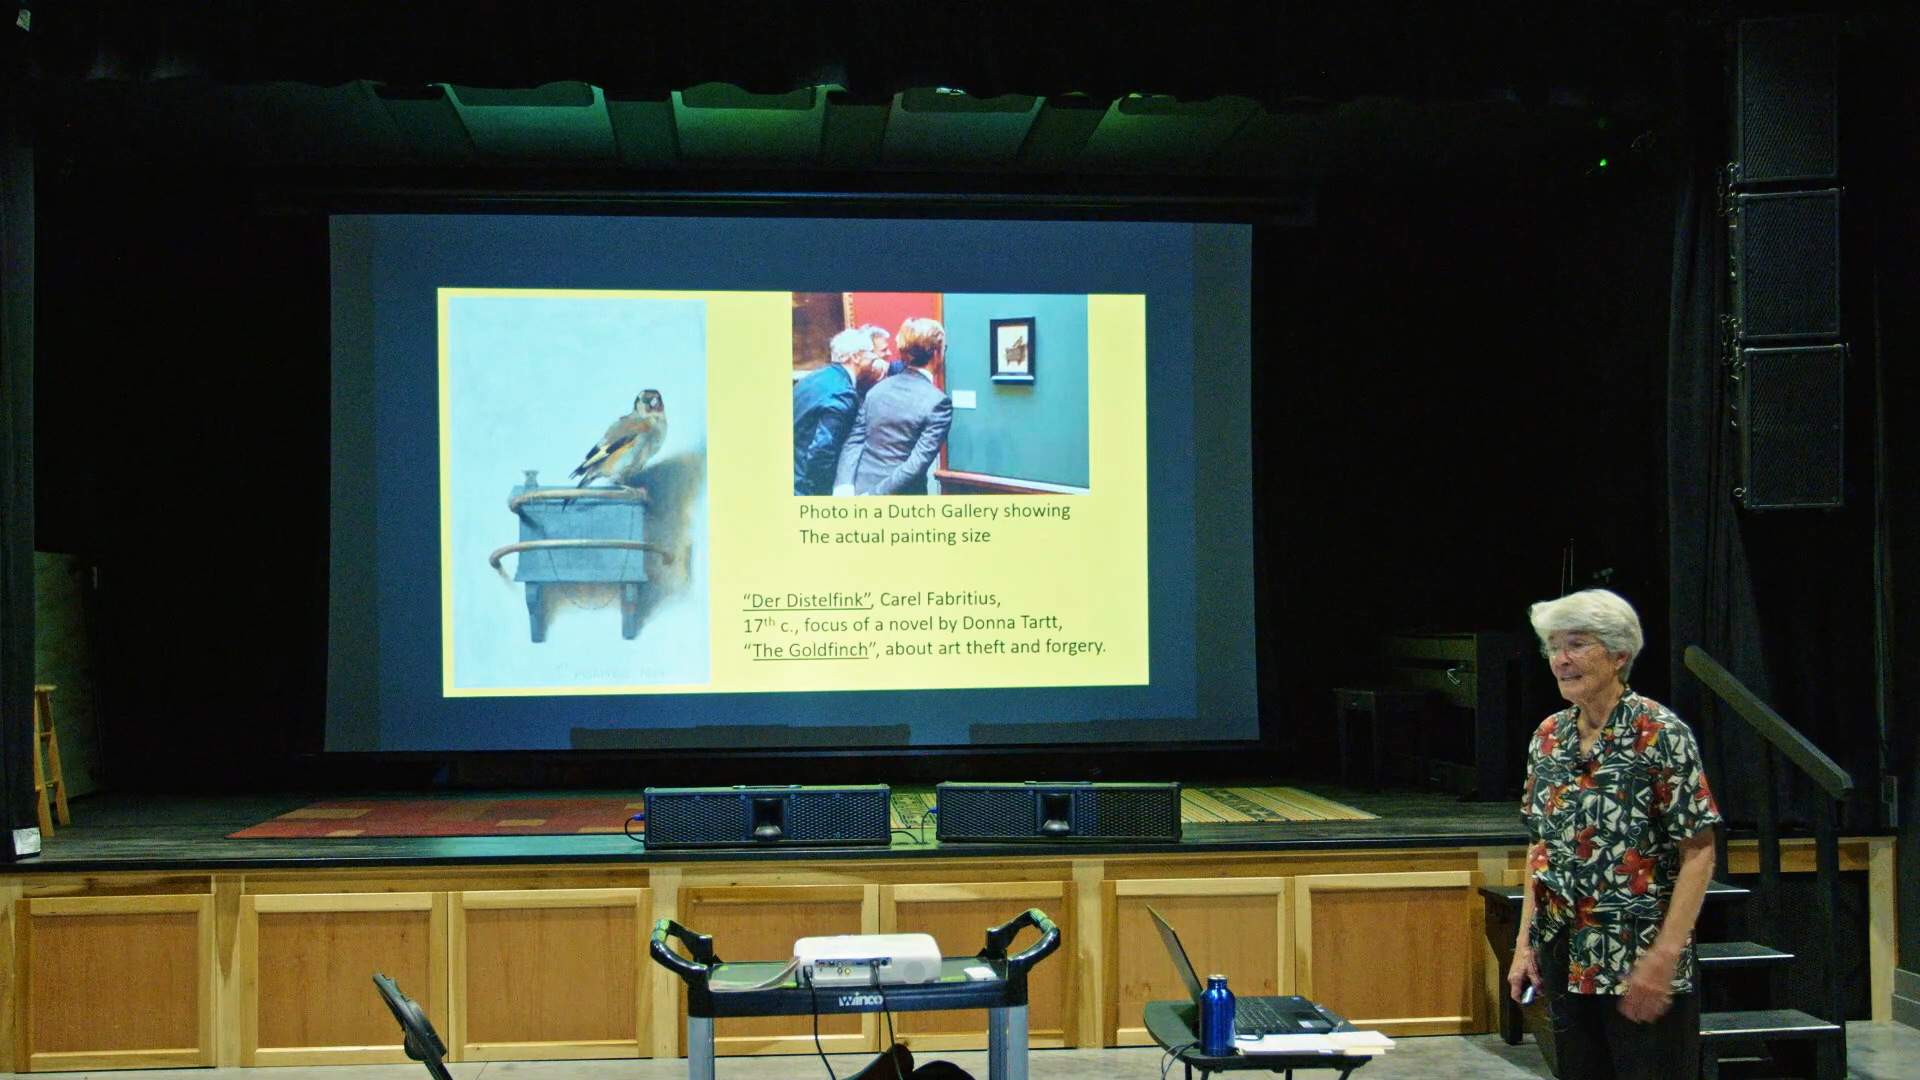 Photo in a Dutch Gallery showing
The actual painting size
“Der Distelfink”, Carel Fabritius,
17th c., focus of a novel by Donna Tartt,
“The Goldfinch”, about art theft and forgery.
winco